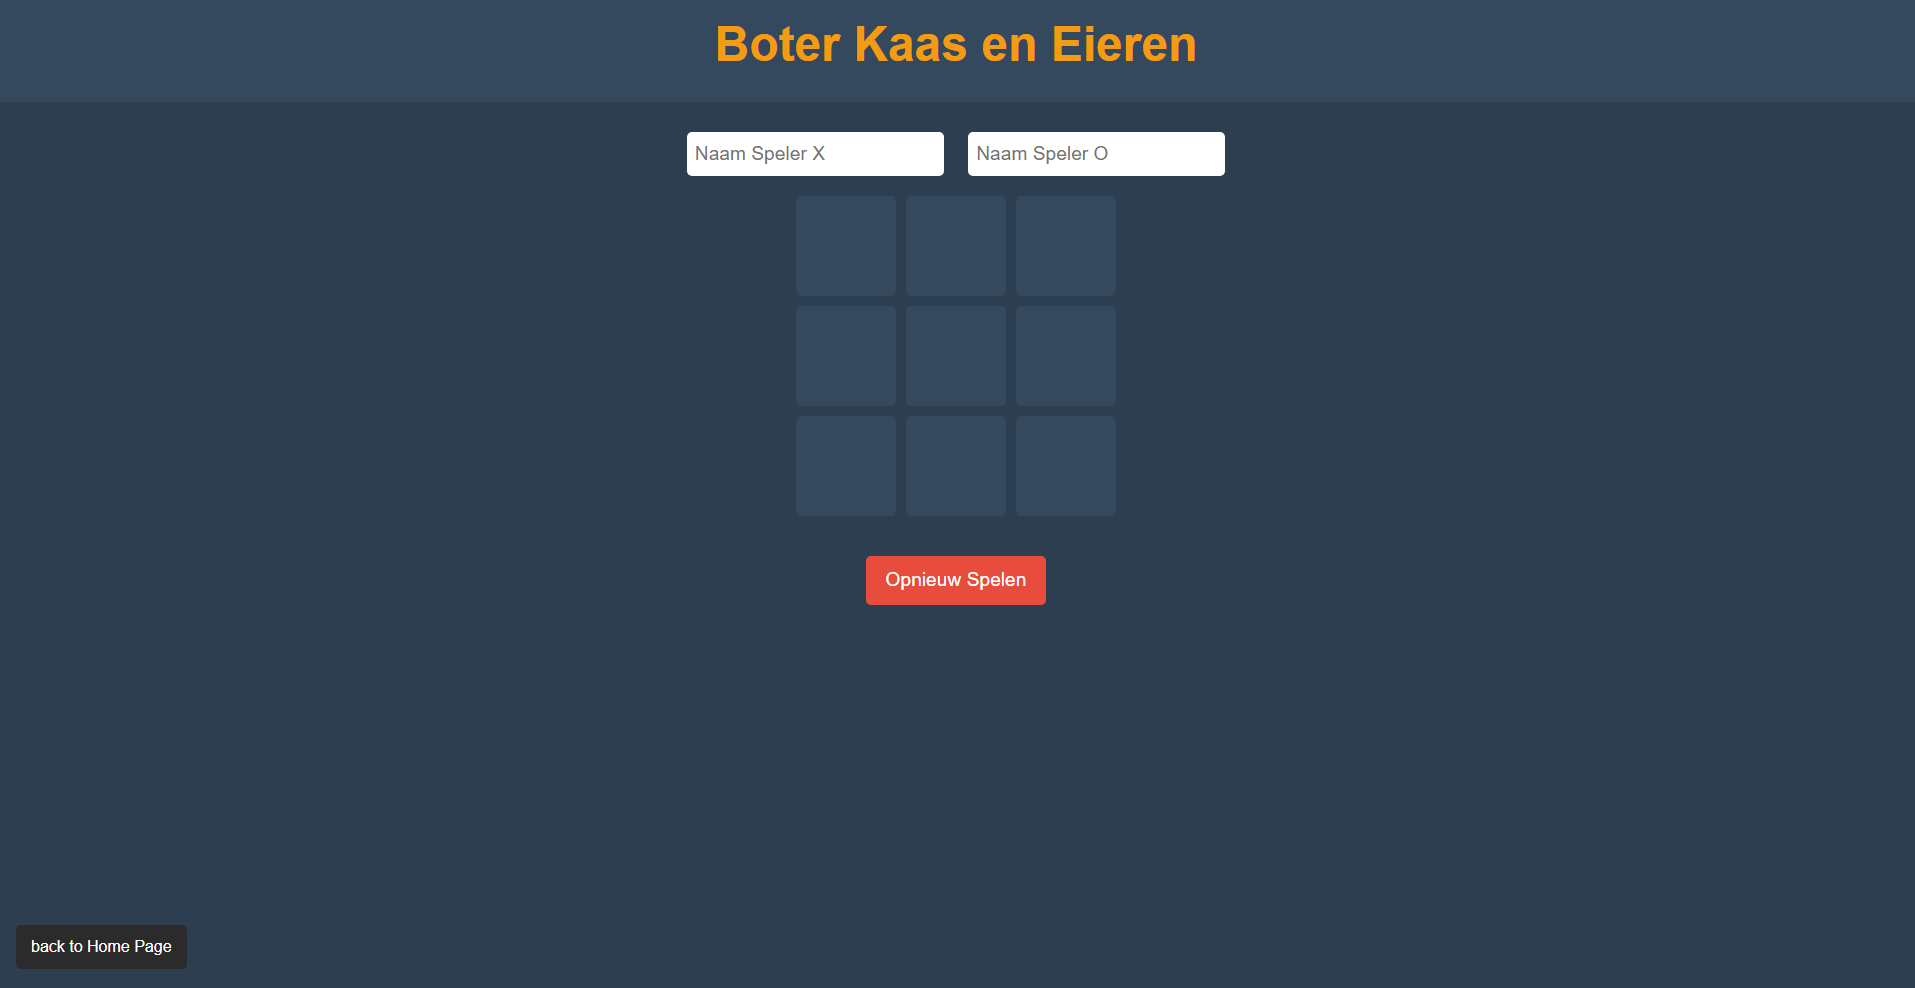 Boter Kaas en Eieren
Naam Speler X
Naam Speler O
Opnieuw Spelen
back to Home Page